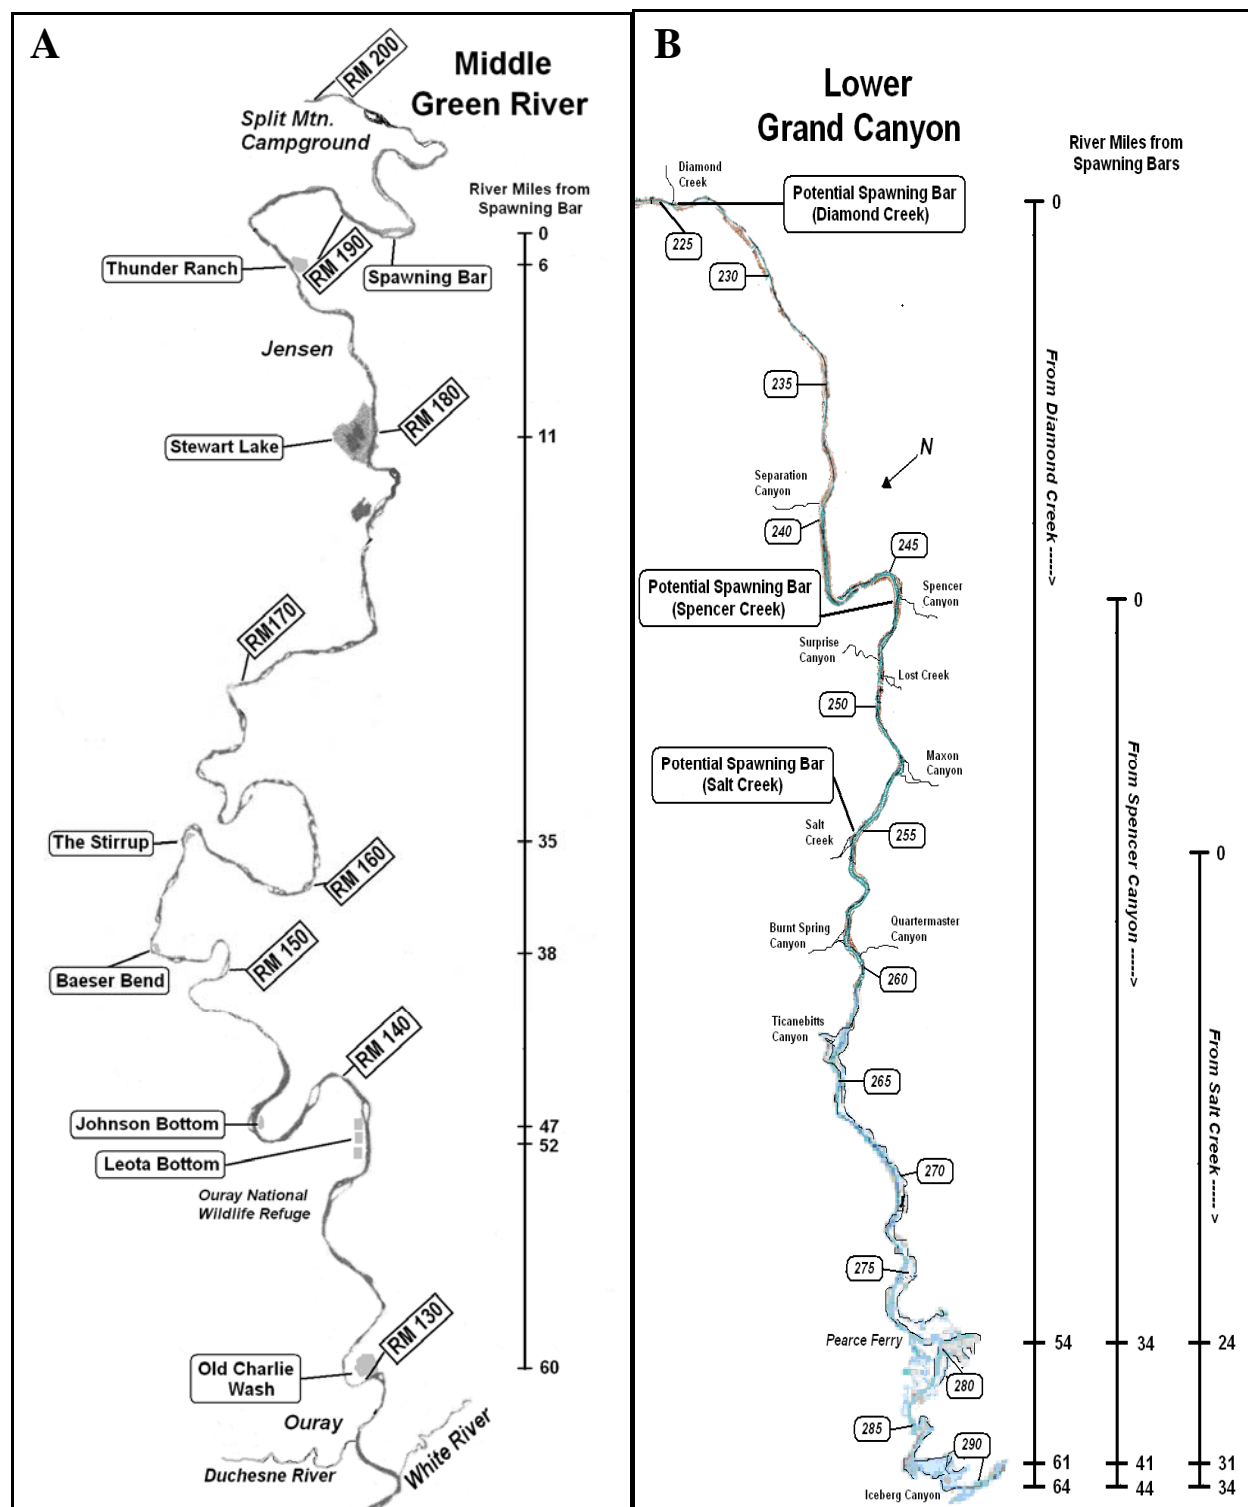 A
Middle
Green River
RM 200
Split Mtn.
Campground
River Miles from
Spawning Bar
0
6
Thunder Ranch
RM 190
Spawning Bar
Jensen
RM 180
Stewart Lake
11
RM170
The Stirrup
35
RM 160
RM 150
38
Baeser Bend
RM 140
Johnson Bottom
47
52
Leota Bottom
Ouray National
Wildlife Refuge
RM 130
Old Charlie
Wash
60
Ouray
White River
Duchesne River
B
Lower
Grand Canyon
River Miles from
Spawning Bars
Diamond
Creek
Potential Spawning Bar
(Diamond Creek)
0
225
230
235
From Diamond Creek ----->
N
Separation
Canyon
240
245
Potential Spawning Bar
(Spencer Creek)
Spencer
Canyon
0
Surprise
Canyon
Lost Creek
250
From Spencer Canyon ----->
Potential Spawning Bar
(Salt Creek)
Maxon
Canyon
Salt
Creek
255
0
Burnt Spring
Canyon
Quartermaster
Canyon
260
Ticanebitts
Canyon
From Salt Creek ----- >
265
270
275
Pearce Ferry
54
34
24
280
285
290
61
41
31
Iceberg Canyon
64
44
34